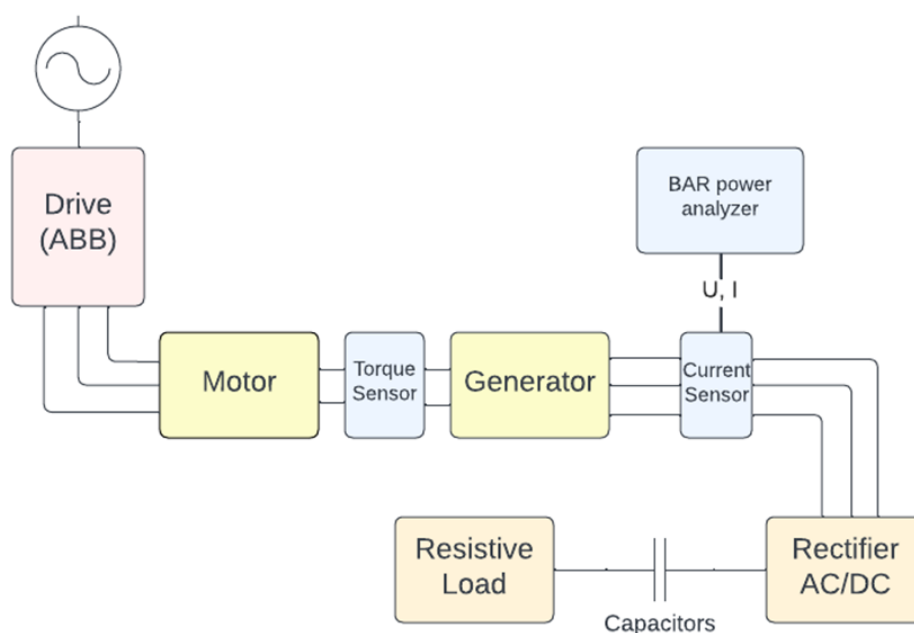 Drive
(ABB)
BAR power
analyzer
U, I
Motor
Torque
Sensor
Generator
Current
Sensor
Resistive
Load
Capacitors
Rectifier
AC/DC